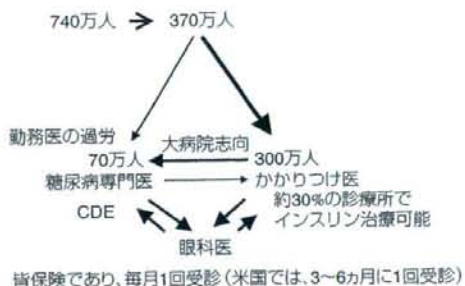 740万人 370万人
勤務医の過労
大病院志向
70万人 300万人
糖尿病専門医 かかりつけ医
約30%の診療所で
CDE インスリン治療可能
眼科医
皆保険であり、毎月1回受診(米国では、3〜6ヵ月に1回受診)